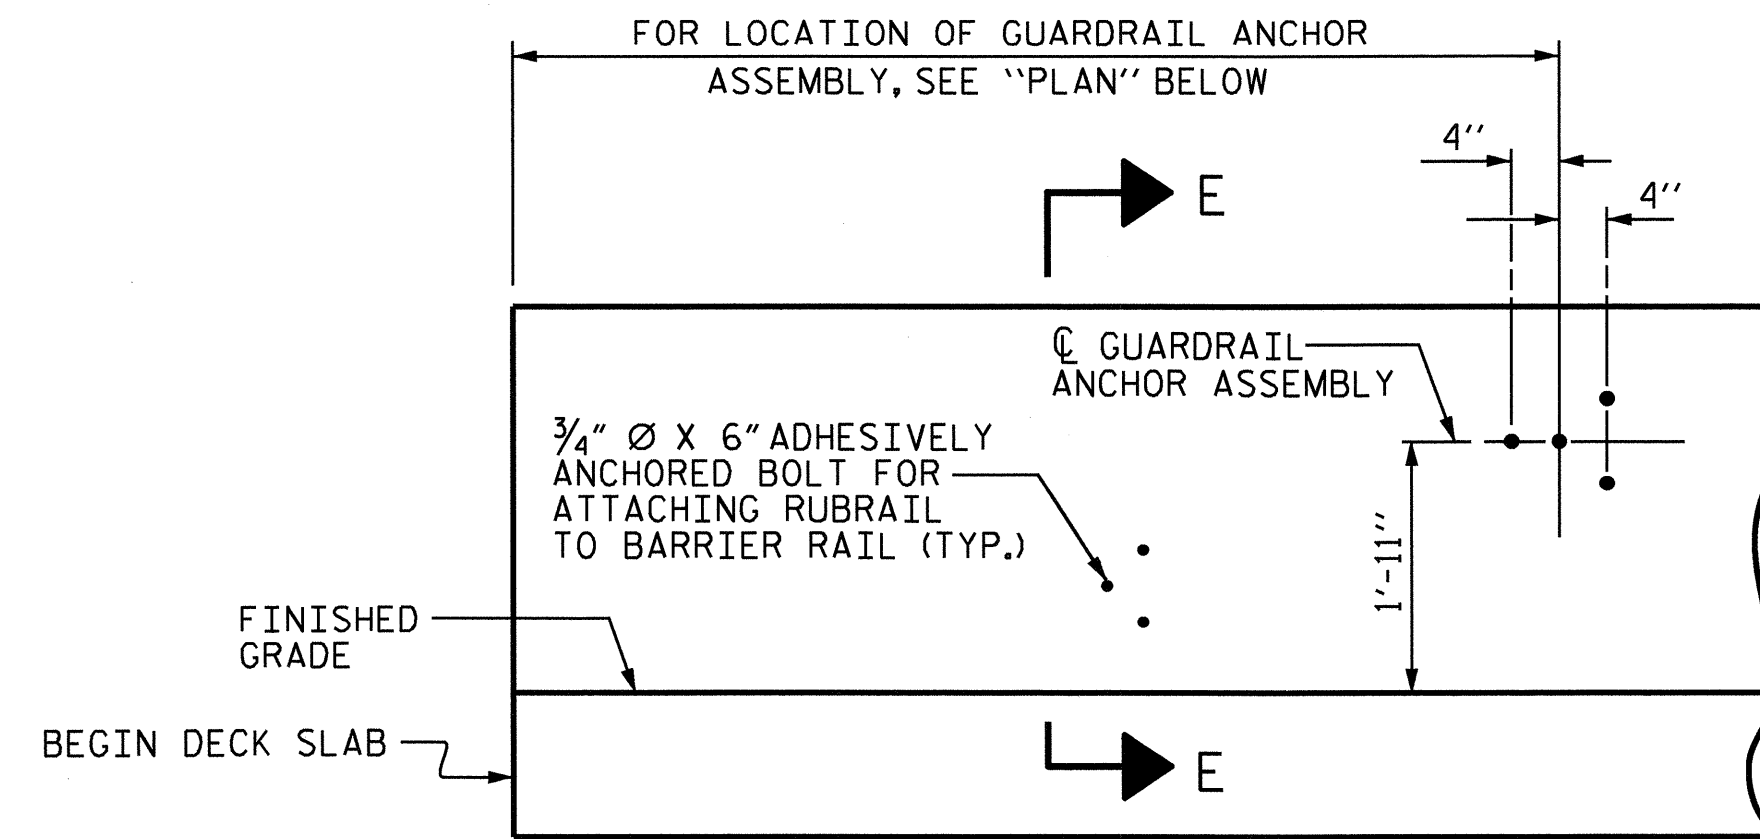 FOR LOCATION OF GUARDRAIL ANCHOR
ASSEMBLY, SEE "PLAN" BELOW
4"
4"
E
℄ GUARDRAIL
ANCHOR ASSEMBLY
3/4" Ø X 6" ADHESIVELY
ANCHORED BOLT FOR
ATTACHING RUBRAIL
TO BARRIER RAIL (TYP.)
1'-11"
FINISHED
GRADE
BEGIN DECK SLAB
E